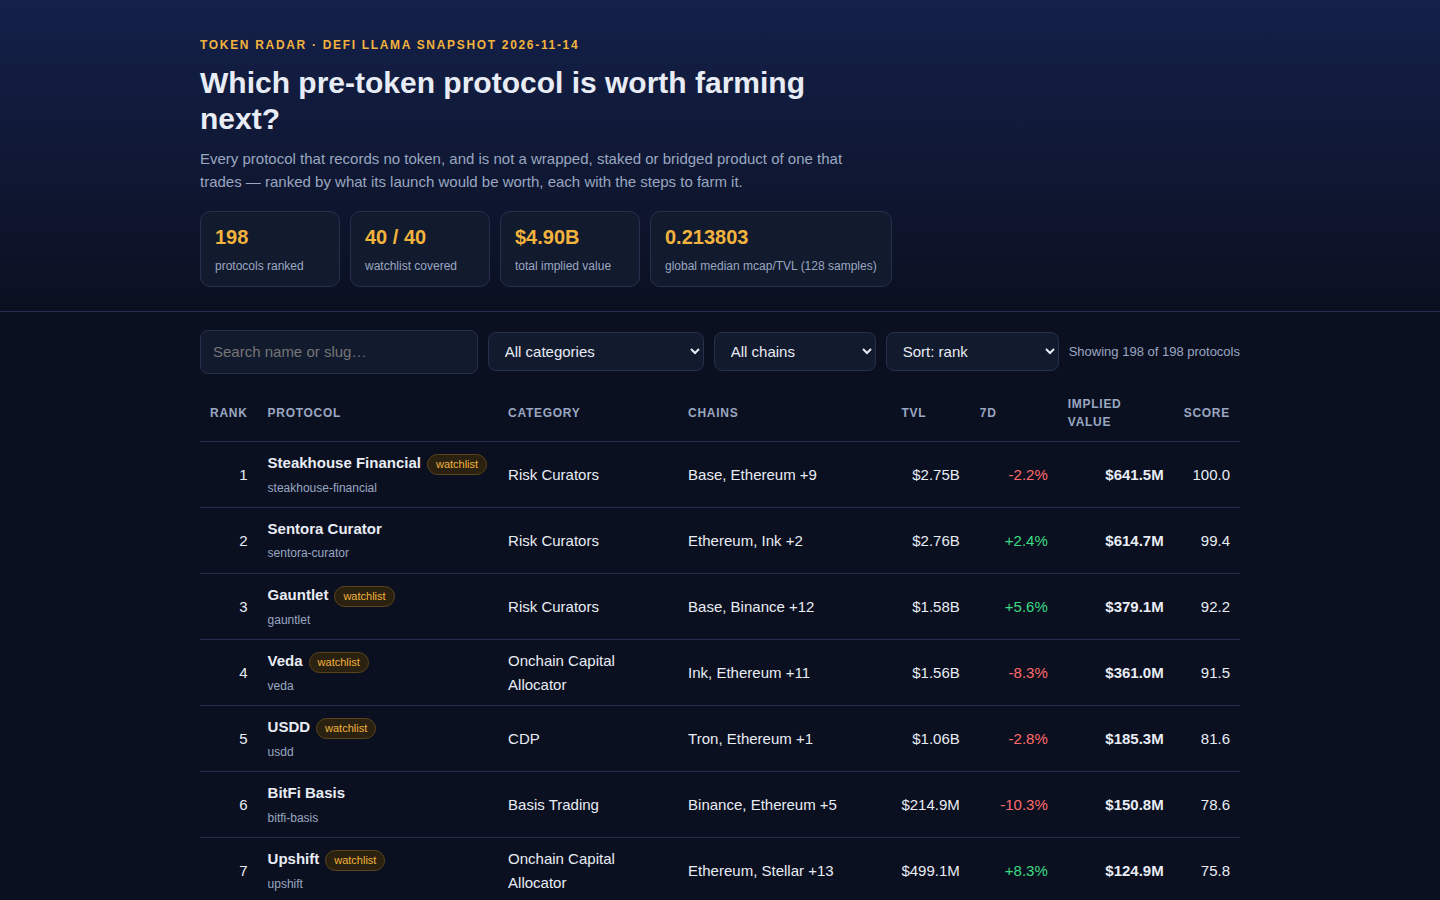 TOKEN RADAR · DEFI LLAMA SNAPSHOT 2026-11-14
Which pre-token protocol is worth farming
next?
Every protocol that records no token, and is not a wrapped, staked or bridged product of one that
trades — ranked by what its launch would be worth, each with the steps to farm it.
198
protocols ranked
40 / 40
watchlist covered
$4.90B
total implied value
0.213803
global median mcap/TVL (128 samples)
Search name or slug…
All categories
All chains
Sort: rank
Showing 198 of 198 protocols
RANK PROTOCOL CATEGORY CHAINS TVL 7D IMPLIED VALUE SCORE
1 Steakhouse Financial watchlist Risk Curators Base, Ethereum +9 $2.75B -2.2% $641.5M 100.0
steakhouse-financial
2 Sentora Curator Risk Curators Ethereum, Ink +2 $2.76B +2.4% $614.7M 99.4
sentora-curator
3 Gauntlet watchlist Risk Curators Base, Binance +12 $1.58B +5.6% $379.1M 92.2
gauntlet
4 Veda watchlist Onchain Capital Allocator Ink, Ethereum +11 $1.56B -8.3% $361.0M 91.5
veda
5 USDD watchlist CDP Tron, Ethereum +1 $1.06B -2.8% $185.3M 81.6
usdd
6 BitFi Basis Basis Trading Binance, Ethereum +5 $214.9M -10.3% $150.8M 78.6
bitfi-basis
7 Upshift watchlist Onchain Capital Allocator Ethereum, Stellar +13 $499.1M +8.3% $124.9M 75.8
upshift